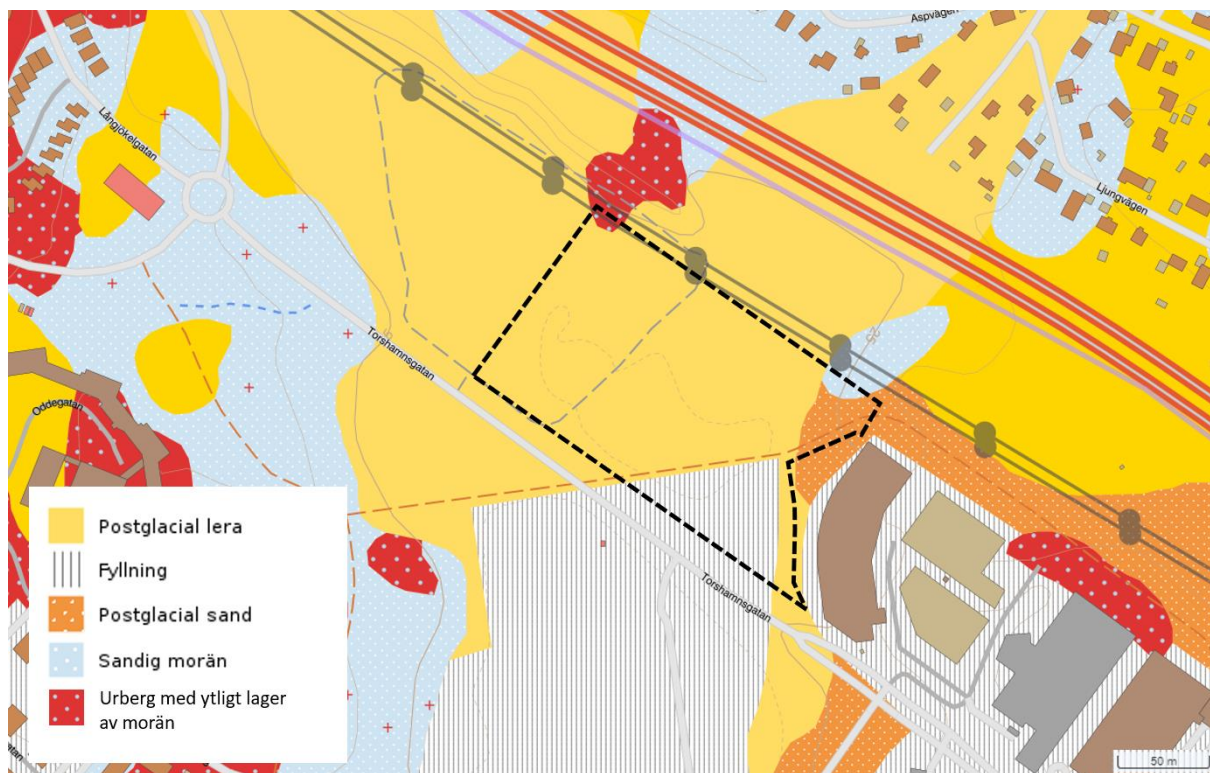 Aspvägen
Långjökelgatan
Ljungvägen
Torshamnsgatan
Oddegatan
Postglacial lera
Fyllning
Postglacial sand
Sandig morän
Urberg med ytligt lager
av morän
Torshamnsgatan
50 m